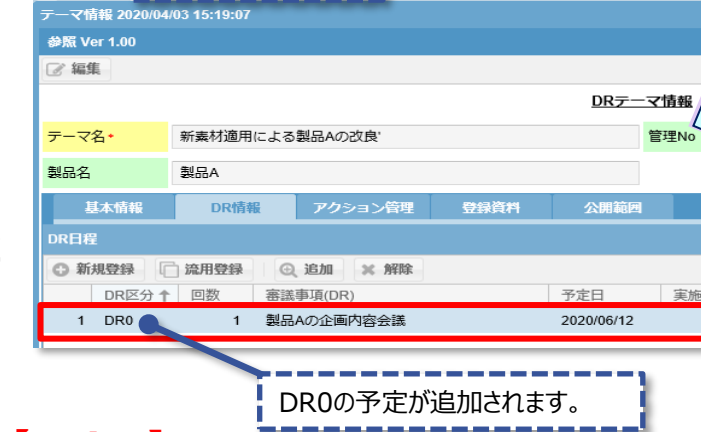 テーマ情報 2020/04/03 15:19:07
参照 Ver 1.00
編集
DRテーマ情報
テーマ名• 新素材適用による製品Aの改良' 管理No
製品名 製品A
基本情報 DR情報 アクション管理 登録資料 公開範囲
DR日程
新規登録 流用登録 追加 解除
DR区分↑ 回数 審議事項(DR) 予定日 実施
1 DR0 1 製品Aの企画内容会議 2020/06/12
DR0の予定が追加されます。